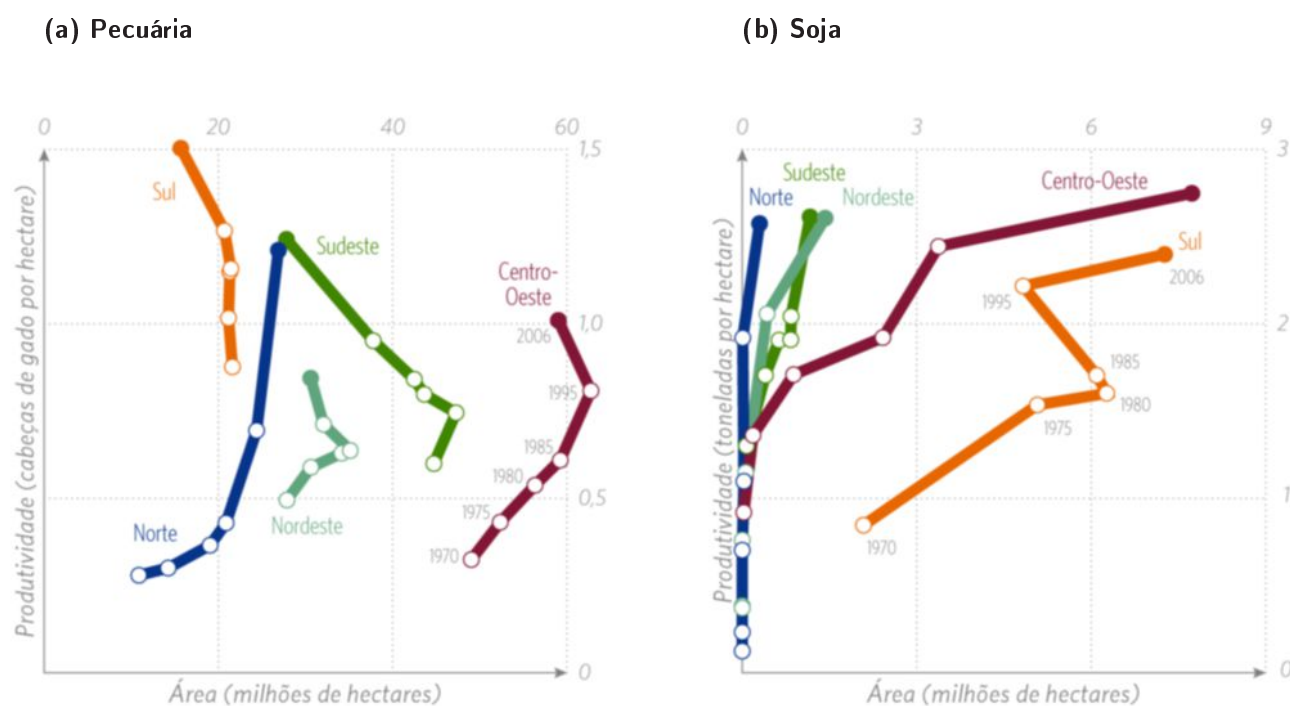 (a) Pecuária
0 20 40 60
1,5
Sul
Sudeste
Centro-
Oeste
2006
1,0
1995
1985
1980
1975
1970
0,5
Norte
Nordeste
0
Produtividade (cabeças de gado por hectare)
Área (milhões de hectares)
(b) Soja
0 3 6 9
3
Sudeste
Norte
Nordeste
Centro-Oeste
Sul
2006
1995
2
1985
1980
1975
1970
1
0
Produtividade (toneladas por hectare)
Área (milhões de hectares)